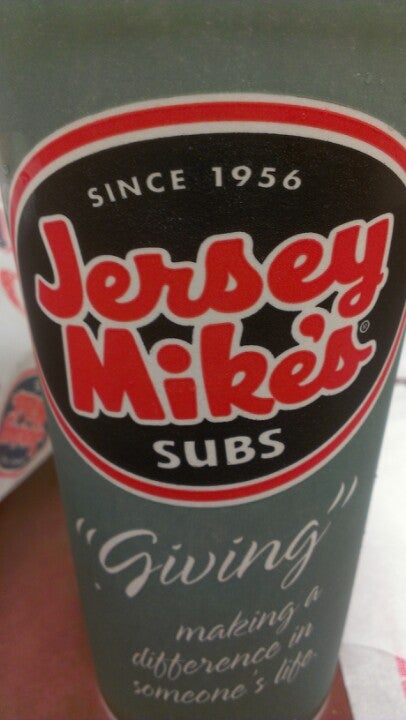 SINCE 1956
Jersey
Mike's®
SUBS
"Giving"
making a
difference in
someone's life.